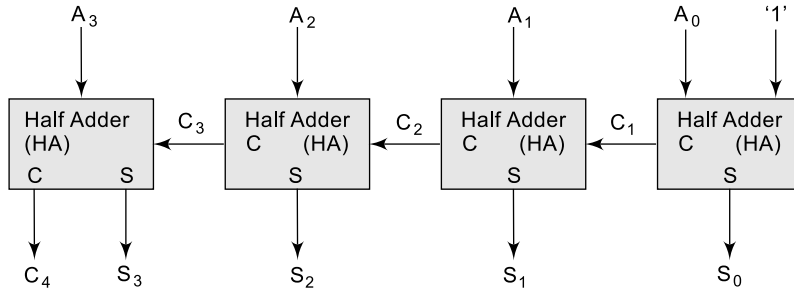 A3 A2 A1 A0 ‘1’
Half Adder Half Adder Half Adder Half Adder
(HA) C3 C (HA) C2 C (HA) C1 C (HA)
C S S S S
C4 S3 S2 S1 S0